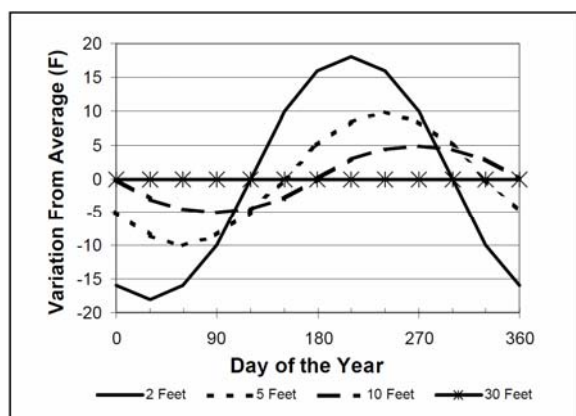 20
15
10
5
0
-5
-10
-15
-20
Variation From Average (F)
0 90 180 270 360
Day of the Year
2 Feet 5 Feet 10 Feet 30 Feet